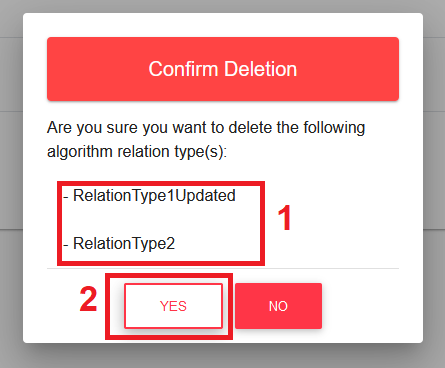 Confirm Deletion
Are you sure you want to delete the following
algorithm relation type(s):
- RelationType1Updated
1
- RelationType2
2
YES
NO